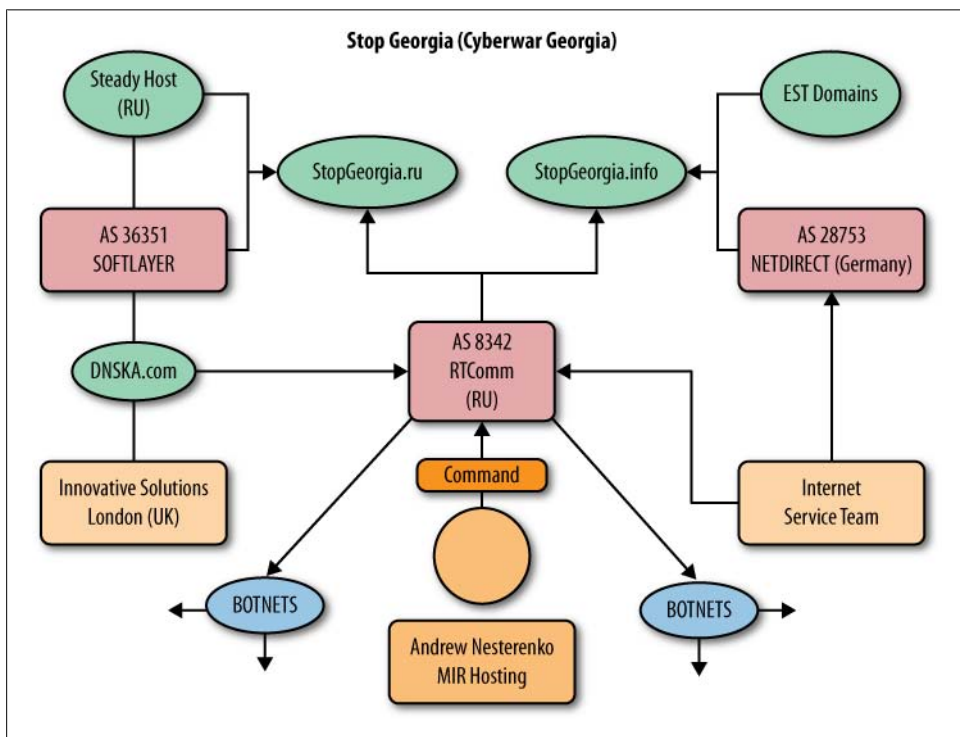 Stop Georgia (Cyberwar Georgia)
Steady Host
(RU)
EST Domains
StopGeorgia.ru
StopGeorgia.info
AS 36351
SOFTLAYER
AS 28753
NETDIRECT (Germany)
AS 8342
RTComm
(RU)
DNSKA.com
Command
Innovative Solutions
London (UK)
Internet
Service Team
BOTNETS
BOTNETS
Andrew Nesterenko
MIR Hosting